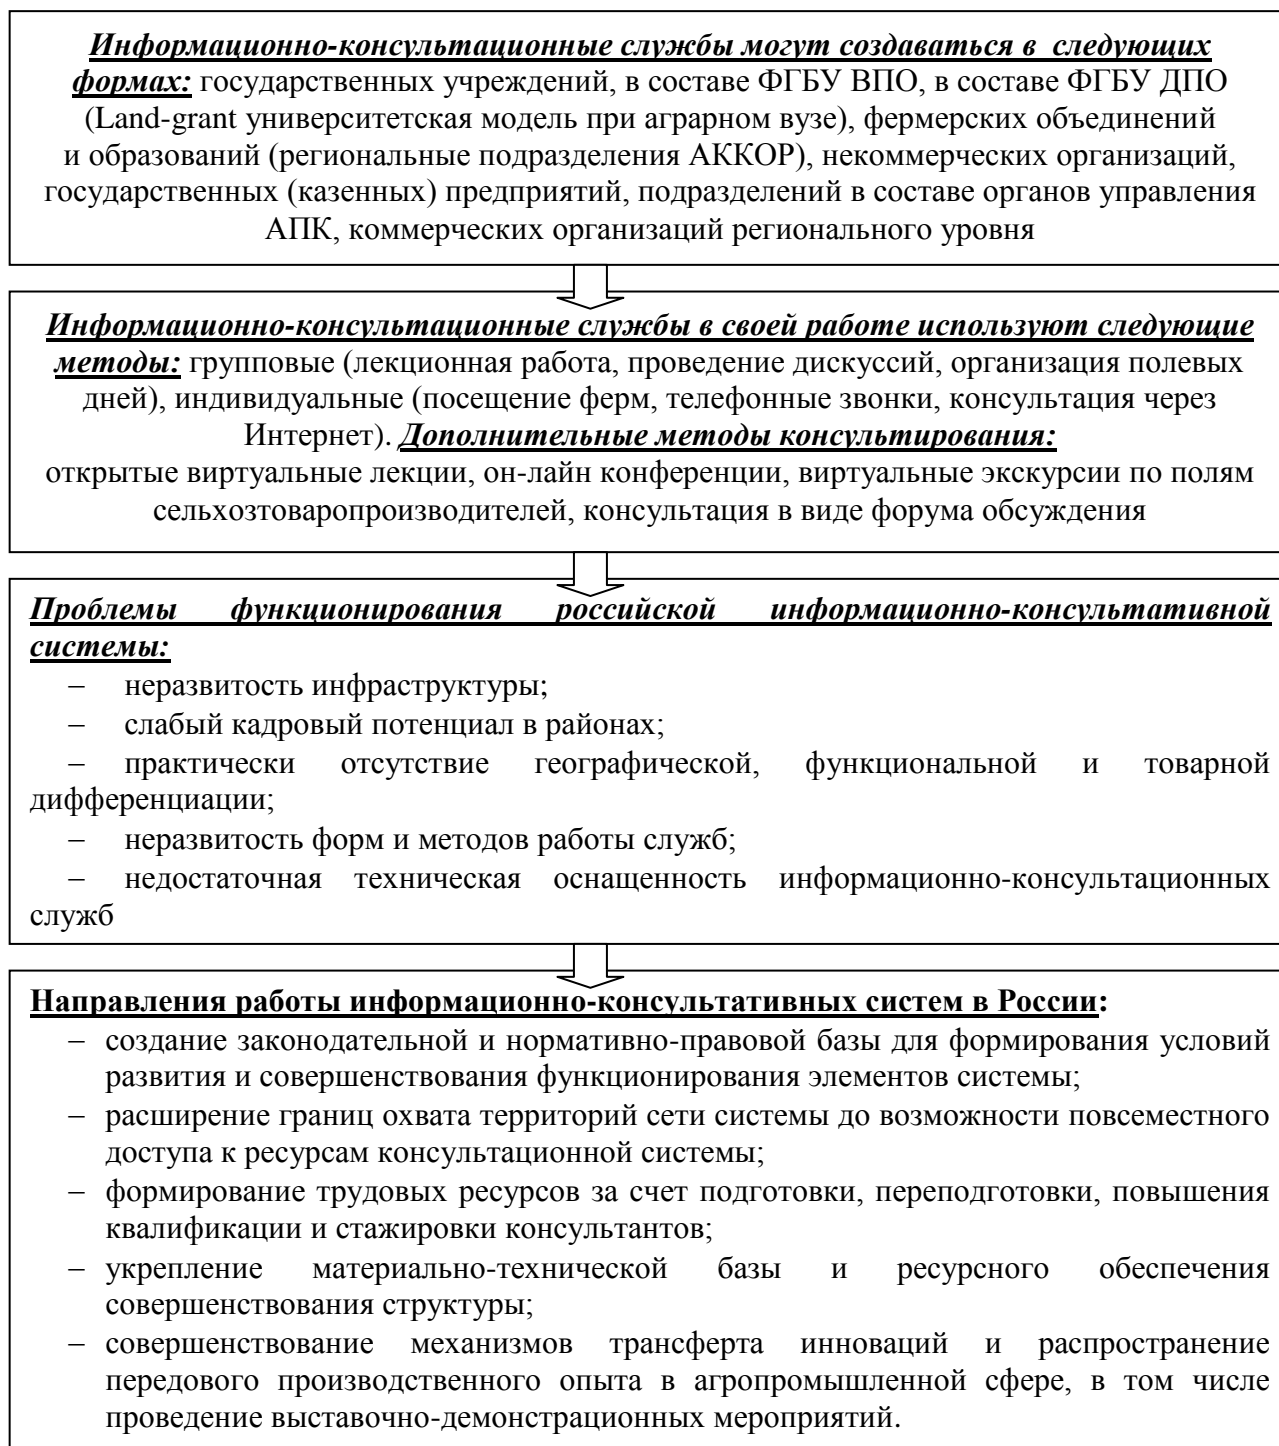 Информационно-консультационные службы могут создаваться в следующих
формах: государственных учреждений, в составе ФГБУ ВПО, в составе ФГБУ ДПО
(Land-grant университетская модель при аграрном вузе), фермерских объединений
и образований (региональные подразделения АККОР), некоммерческих организаций,
государственных (казенных) предприятий, подразделений в составе органов управления
АПК, коммерческих организаций регионального уровня
Информационно-консультационные службы в своей работе используют следующие
методы: групповые (лекционная работа, проведение дискуссий, организация полевых
дней), индивидуальные (посещение ферм, телефонные звонки, консультация через
Интернет). Дополнительные методы консультирования:
открытые виртуальные лекции, он-лайн конференции, виртуальные экскурсии по полям
сельхозтоваропроизводителей, консультация в виде форума обсуждения
Проблемы функционирования российской информационно-консультативной
системы:
– неразвитость инфраструктуры;
– слабый кадровый потенциал в районах;
– практически отсутствие географической, функциональной и товарной
дифференциации;
– неразвитость форм и методов работы служб;
– недостаточная техническая оснащенность информационно-консультационных
служб
Направления работы информационно-консультативных систем в России:
– создание законодательной и нормативно-правовой базы для формирования условий
развития и совершенствования функционирования элементов системы;
– расширение границ охвата территорий сети системы до возможности повсеместного
доступа к ресурсам консультационной системы;
– формирование трудовых ресурсов за счет подготовки, переподготовки, повышения
квалификации и стажировки консультантов;
– укрепление материально-технической базы и ресурсного обеспечения
совершенствования структуры;
– совершенствование механизмов трансферта инноваций и распространение
передового производственного опыта в агропромышленной сфере, в том числе
проведение выставочно-демонстрационных мероприятий.